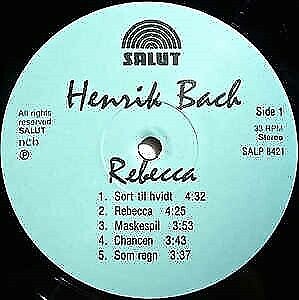 SALUT
Henrik Bach
All rights
reserved
SALUT
ncb
Ⓟ
Side 1
33 RPM
Stereo
SALP 8421
Rebecca
1. Sort til hvidt 4:32
2. Rebecca 4:25
3. Maskespil 3:53
4. Chancen 3:43
5. Som regn 3:37